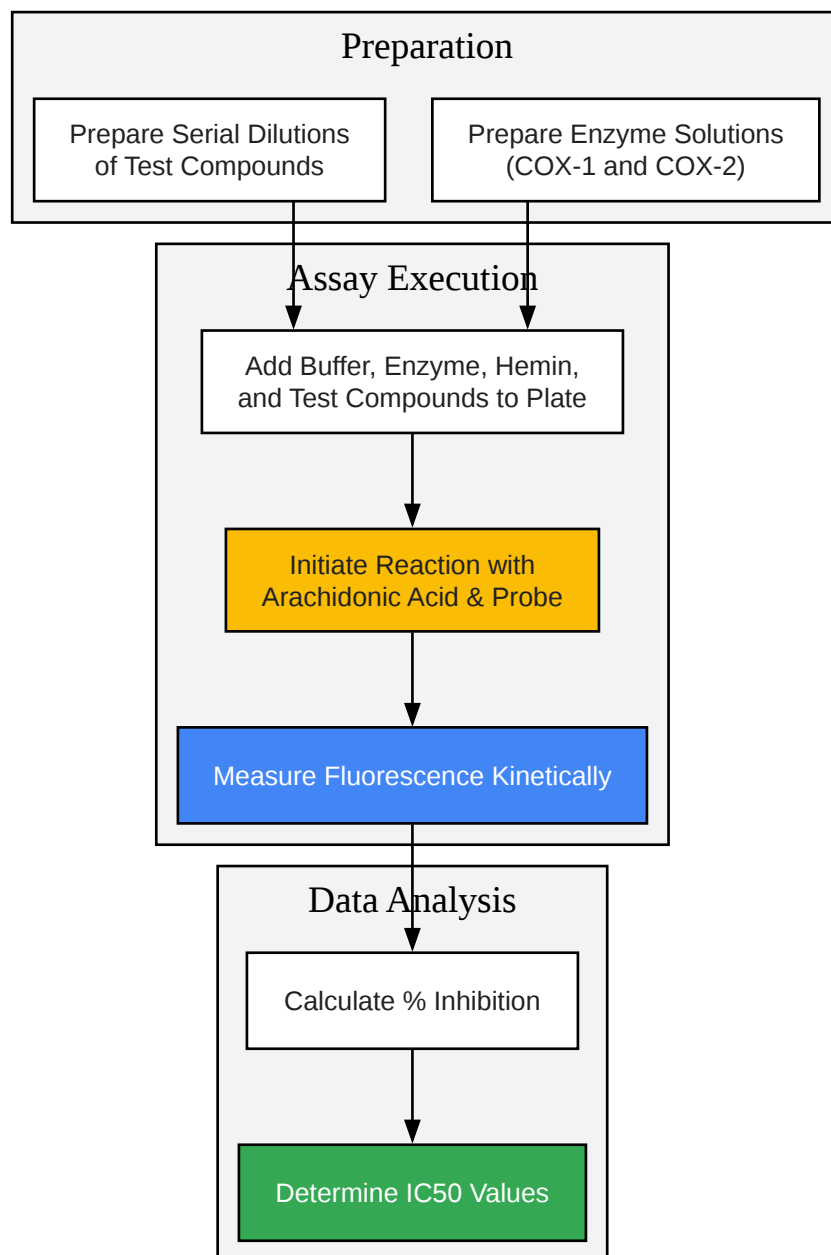 Preparation
Prepare Serial Dilutions
of Test Compounds
Prepare Enzyme Solutions
(COX-1 and COX-2)
Assay Execution
Add Buffer, Enzyme, Hemin,
and Test Compounds to Plate
Initiate Reaction with
Arachidonic Acid & Probe
Measure Fluorescence Kinetically
Data Analysis
Calculate % Inhibition
Determine IC50 Values